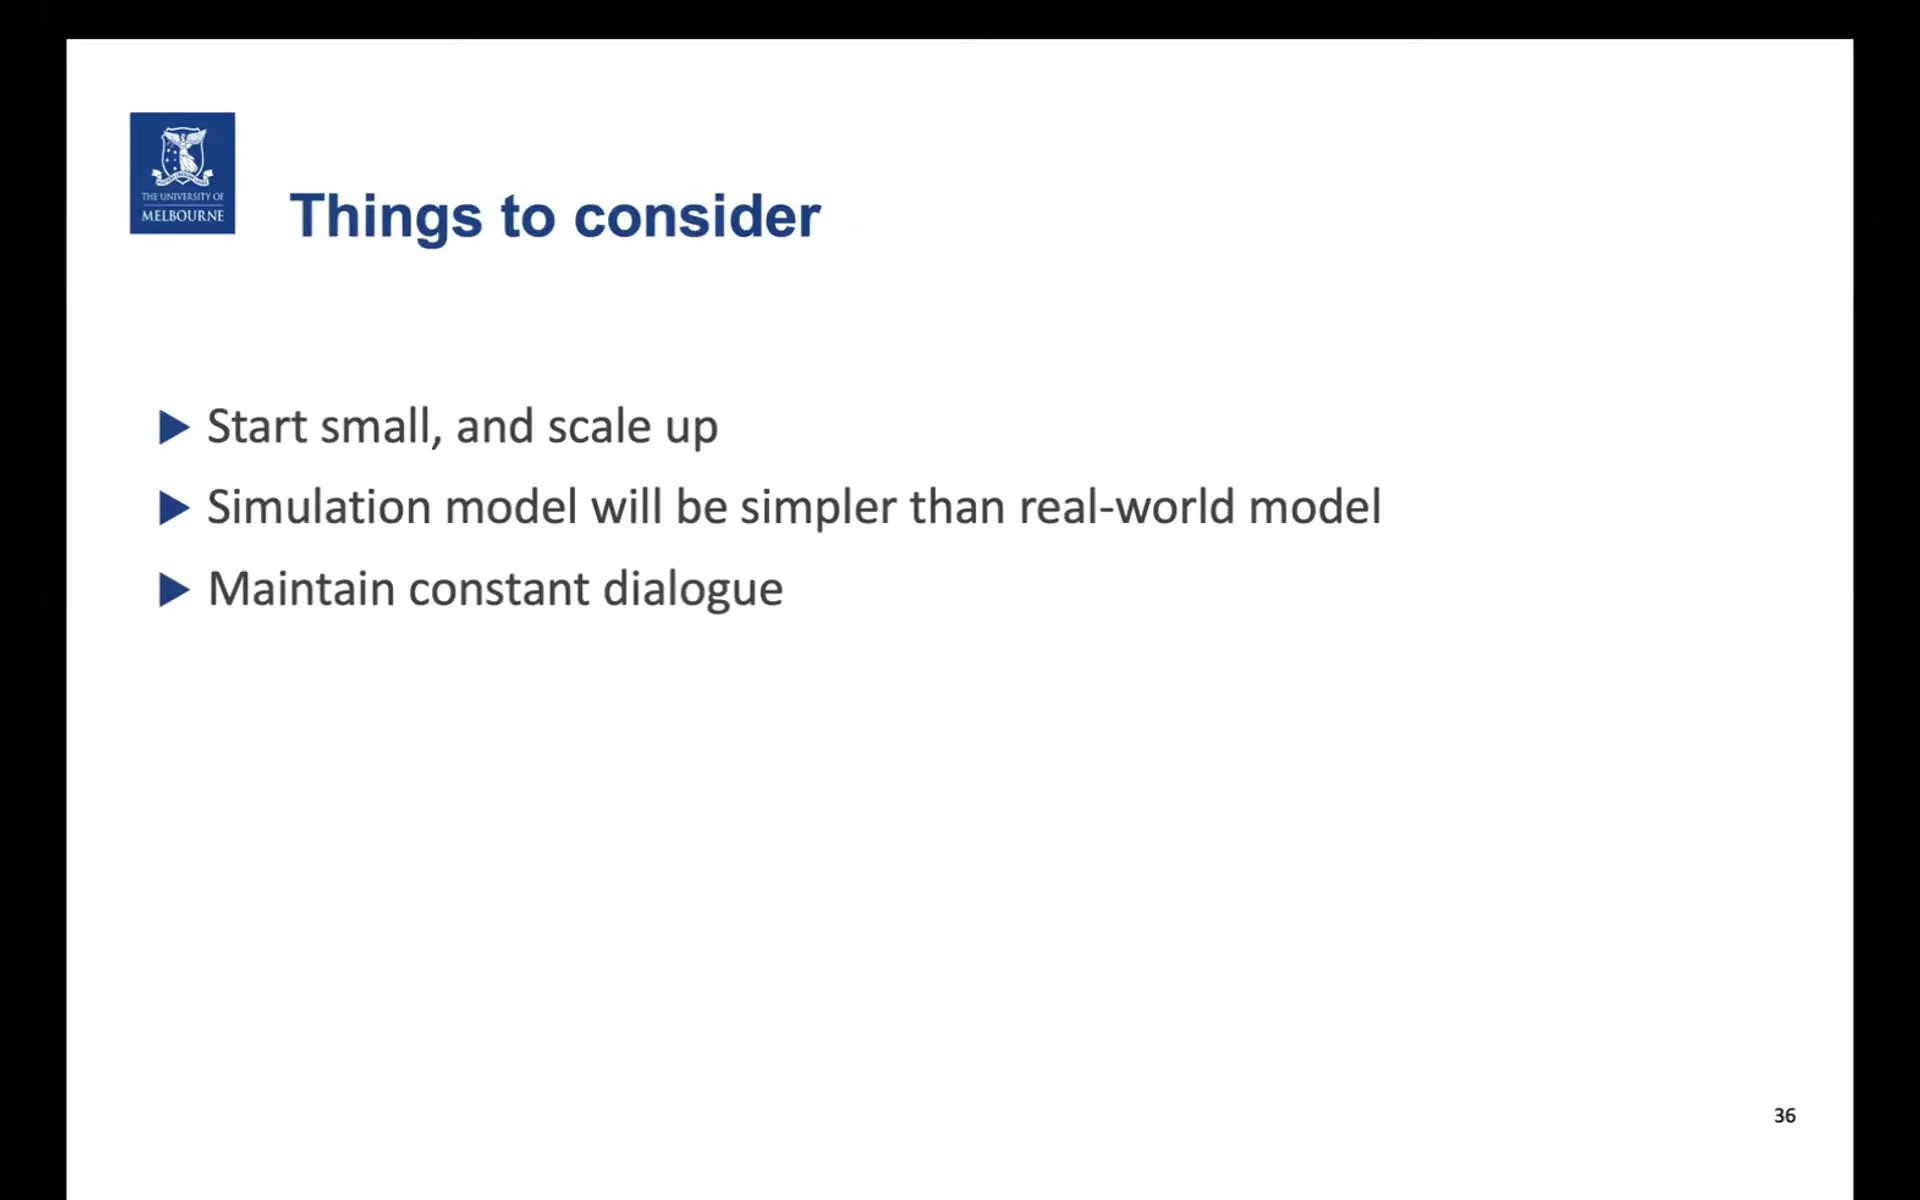 THE UNIVERSITY OF
MELBOURNE
Things to consider
Start small, and scale up
Simulation model will be simpler than real-world model
Maintain constant dialogue
36